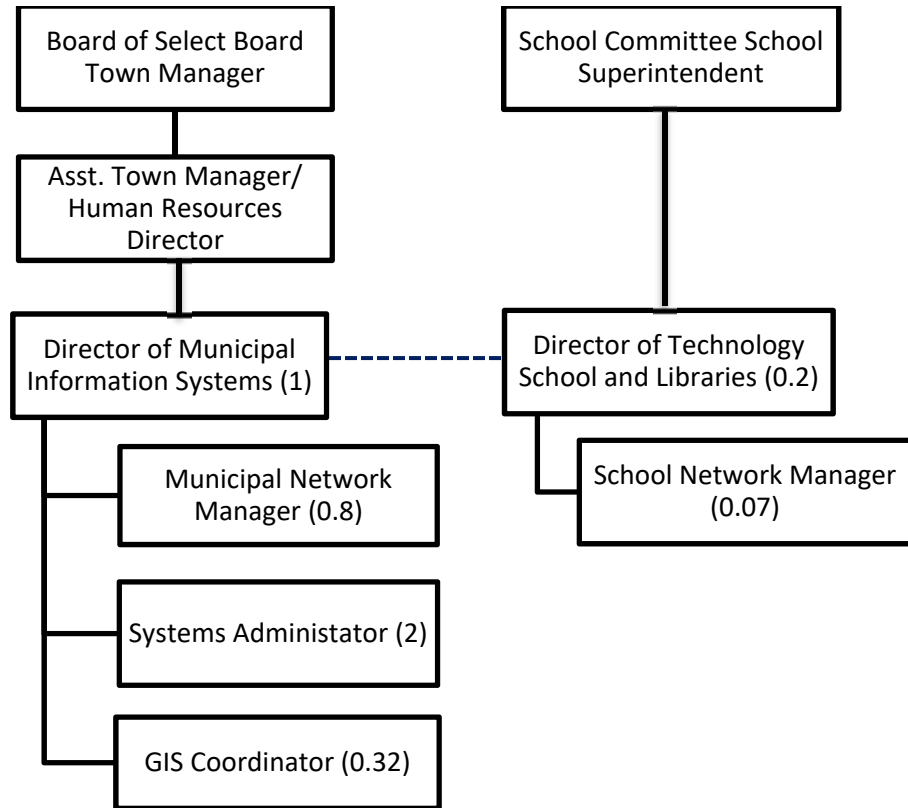 Board of Select Board
Town Manager
School Committee School
Superintendent
Asst. Town Manager/
Human Resources
Director
Director of Municipal
Information Systems (1)
Director of Technology
School and Libraries (0.2)
Municipal Network
Manager (0.8)
School Network Manager
(0.07)
Systems Administator (2)
GIS Coordinator (0.32)